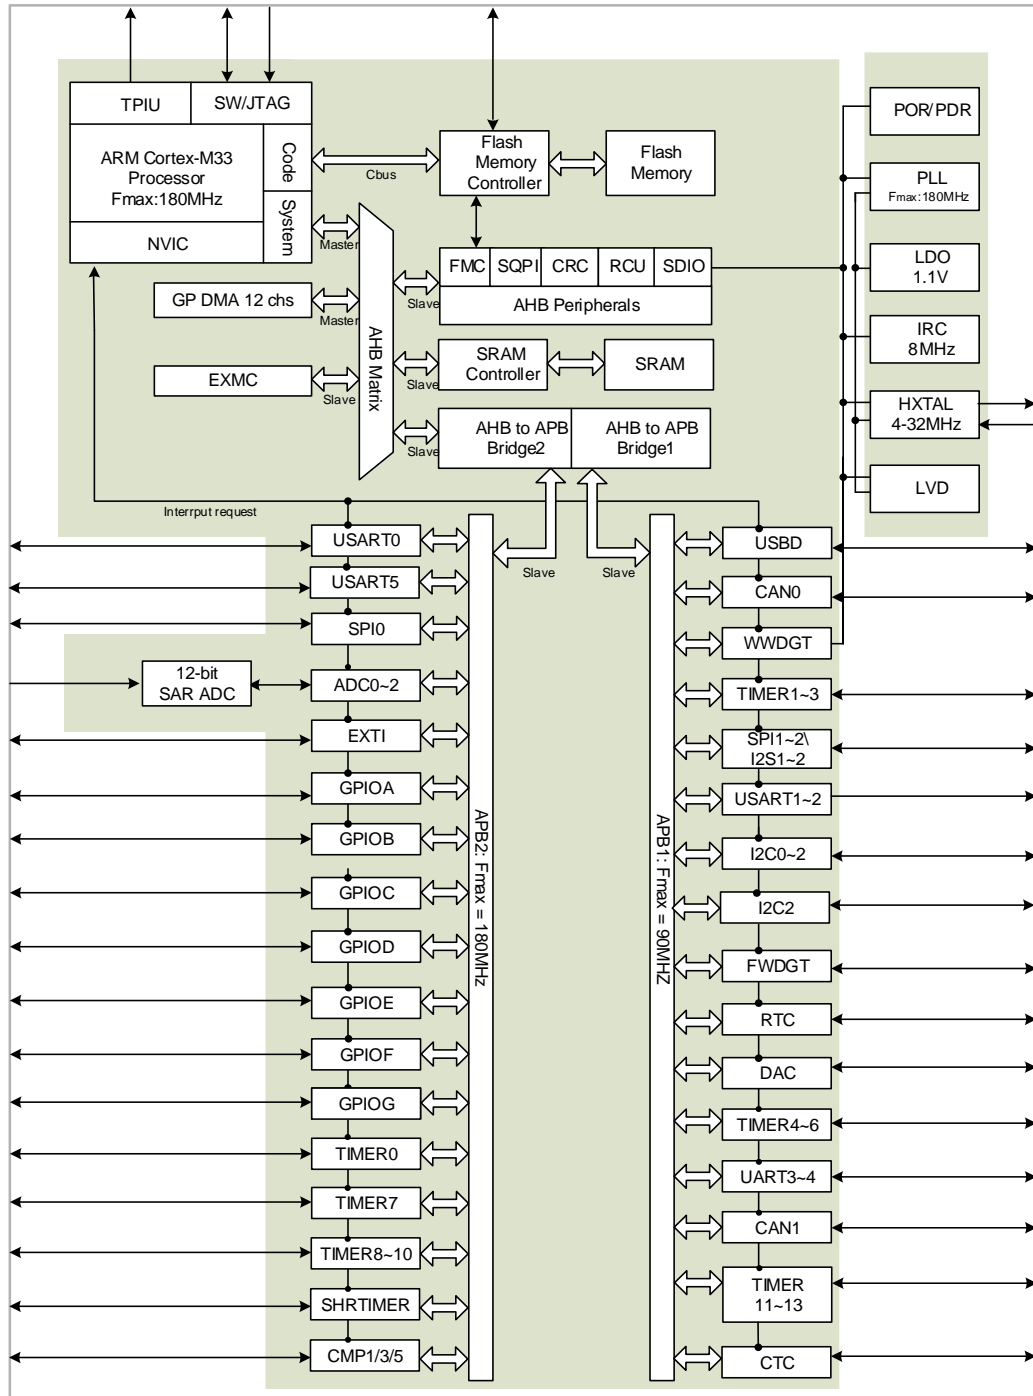 TPIU
SW/JTAG
POR/PDR
ARM Cortex-M33
Processor
Fmax:180MHz
Code
System
NVIC
Cbus
Flash
Memory
Controller
Flash
Memory
PLL
Fmax:180MHz
Master
FMC
SQPI
CRC
RCU
SDIO
AHB Peripherals
Slave
LDO
1.1V
GP DMA 12 chs
Master
AHB Matrix
IRC
8MHz
EXMC
Slave
SRAM
Controller
SRAM
Slave
HXTAL
4-32MHz
AHB to APB
Bridge2
AHB to APB
Bridge1
Slave
LVD
Interrput request
Slave
Slave
USART0
USART5
SPI0
12-bit
SAR ADC
ADC0~2
EXTI
GPIOA
GPIOB
GPIOC
GPIOD
GPIOE
GPIOF
GPIOG
TIMER0
TIMER7
TIMER8~10
SHRTIMER
CMP1/3/5
APB2: Fmax = 180MHz
APB1: Fmax = 90MHZ
USBD
CAN0
WWDGT
TIMER1~3
SPI1~2\
I2S1~2
USART1~2
I2C0~2
I2C2
FWDGT
RTC
DAC
TIMER4~6
UART3~4
CAN1
TIMER
11~13
CTC